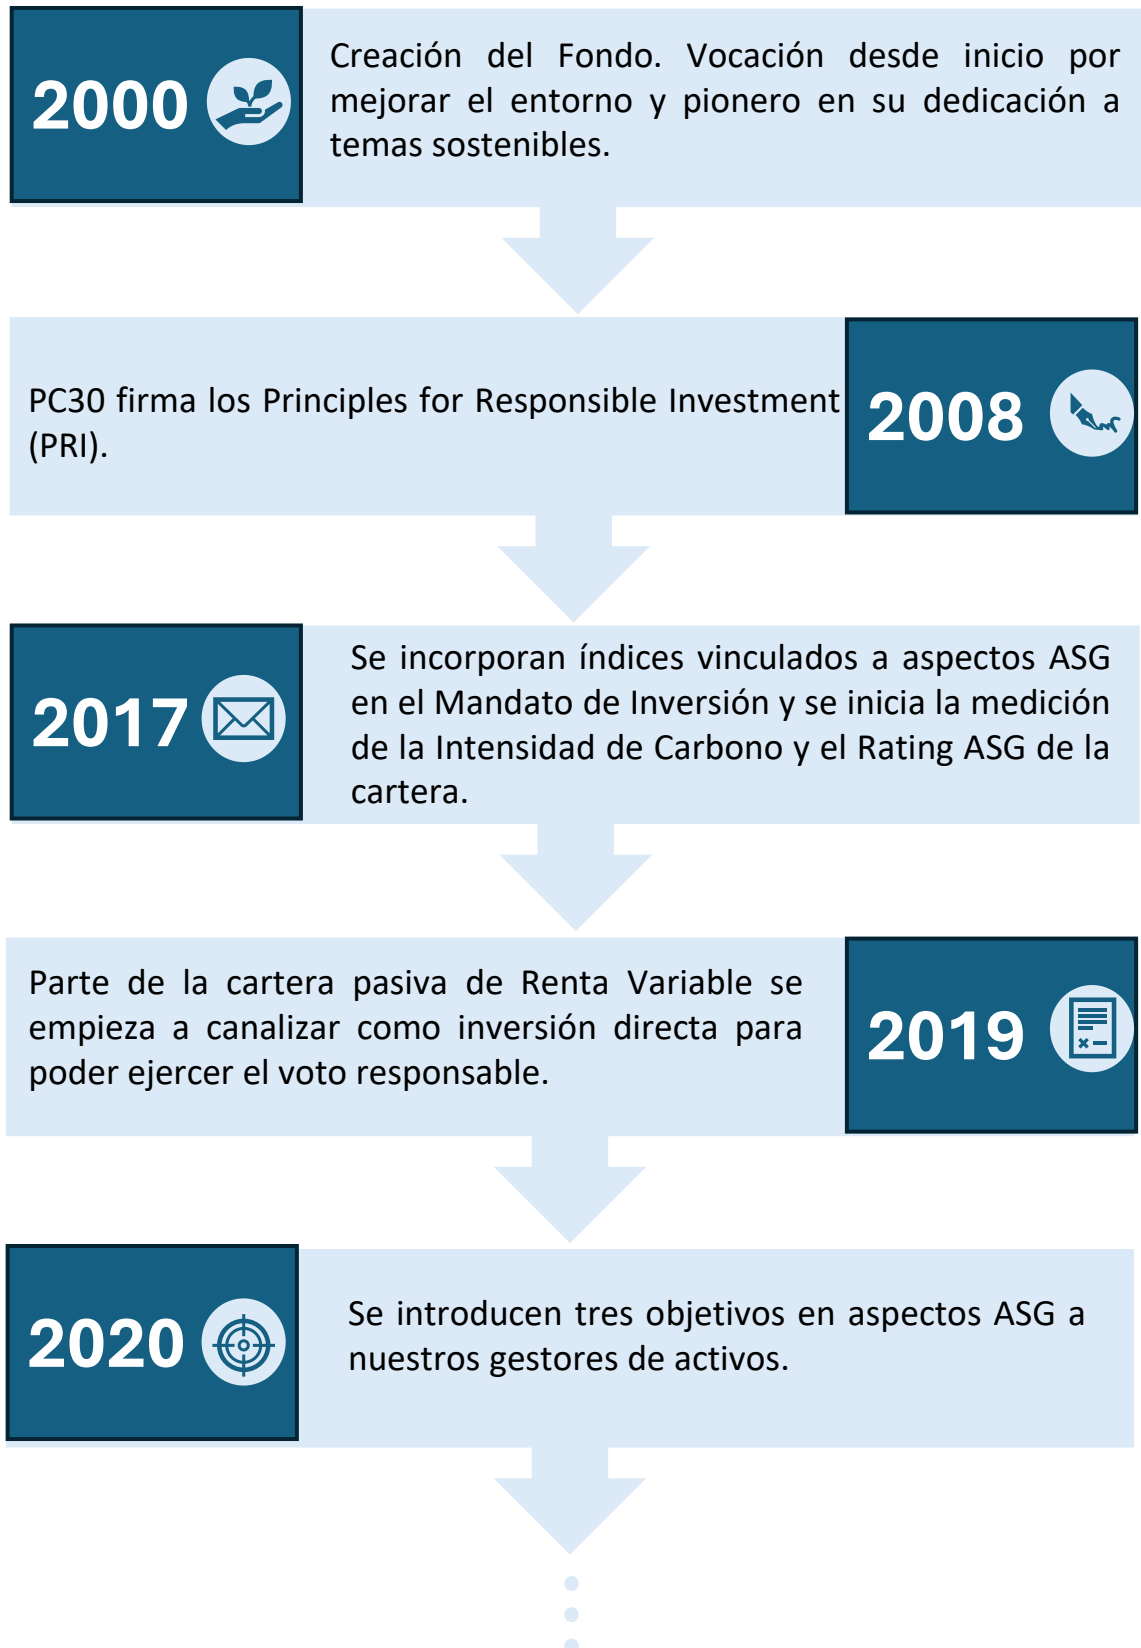 2000
Creación del Fondo. Vocación desde inicio por
mejorar el entorno y pionero en su dedicación a
temas sostenibles.
PC30 firma los Principles for Responsible Investment
(PRI).
2008
2017
Se incorporan índices vinculados a aspectos ASG
en el Mandato de Inversión y se inicia la medición
de la Intensidad de Carbono y el Rating ASG de la
cartera.
Parte de la cartera pasiva de Renta Variable se
empieza a canalizar como inversión directa para
poder ejercer el voto responsable.
2019
2020
Se introducen tres objetivos en aspectos ASG a
nuestros gestores de activos.